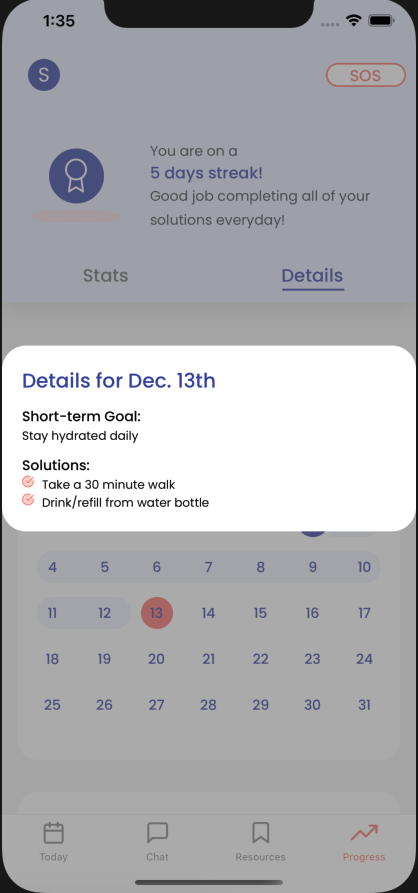 1:35
S
SOS
You are on a
5 days streak!
Good job completing all of your
solutions everyday!
Stats Details
Details for Dec. 13th
Short-term Goal:
Stay hydrated daily
Solutions:
Take a 30 minute walk
Drink/refill from water bottle
4 5 6 7 8 9 10
11 12 13 14 15 16 17
18 19 20 21 22 23 24
25 26 27 28 29 30 31
Today Chat Resources Progress